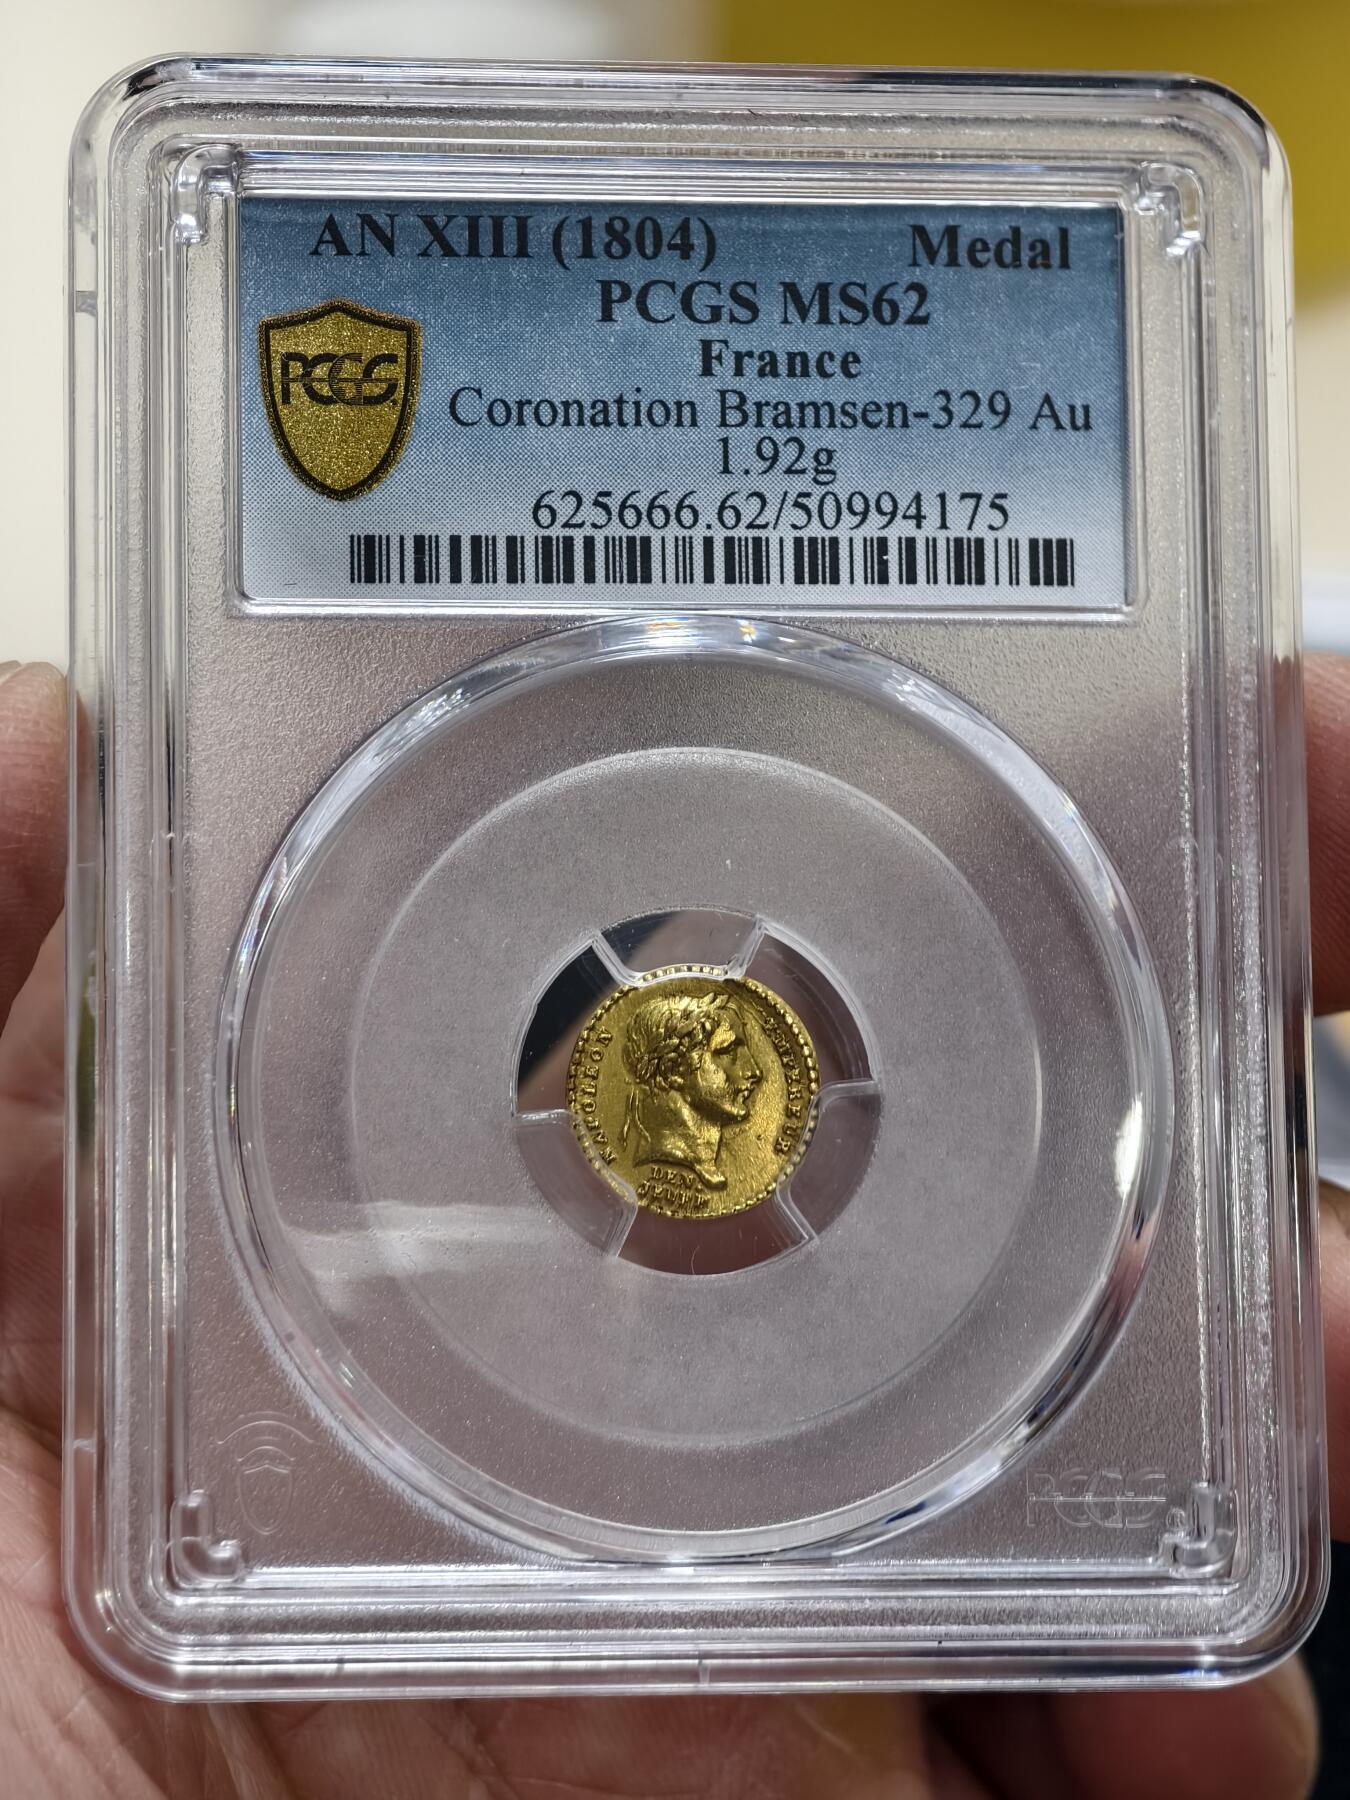 AN XIII (1804) Medal
PCGS MS62
France
Coronation Bramsen-329 Au
1.92g
625666.62/50994175
PCGS
NAPOLEON EMPEREUR
DEN.
PCGS